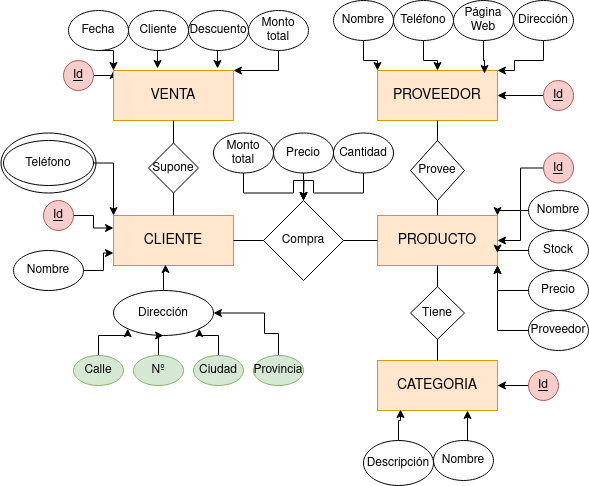 Fecha
Cliente
Descuento
Monto
total
Id
VENTA
Nombre
Teléfono
Página
Web
Dirección
PROVEEDOR
Id
Teléfono
Supone
Monto
total
Precio
Cantidad
Provee
Id
Id
CLIENTE
Compra
PRODUCTO
Nombre
Stock
Nombre
Precio
Dirección
Tiene
Proveedor
Calle
Nº
Ciudad
Provincia
CATEGORIA
Id
Descripción
Nombre